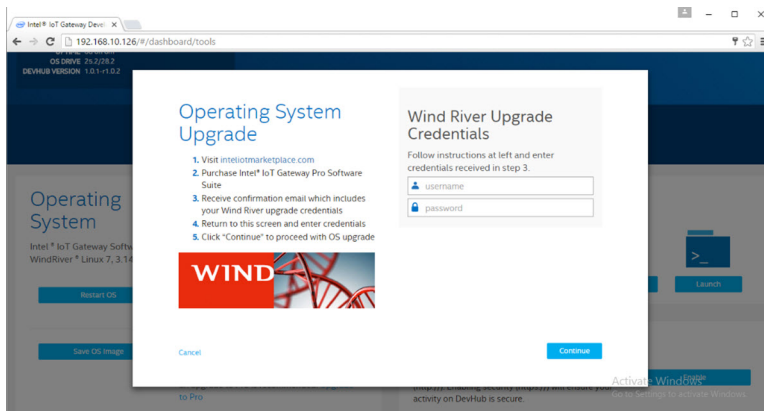 Intel® IoT Gateway Devel
192.168.10.126/#/dashboard/tools
OS DRIVE 25.2/28.2
DEVHUB VERSION 1.0.1-r1.0.2
Operating System
Upgrade
1. Visit inteliotmarketplace.com
2. Purchase Intel® IoT Gateway Pro Software
Suite
3. Receive confirmation email which includes
your Wind River upgrade credentials
4. Return to this screen and enter credentials
5. Click "Continue" to proceed with OS upgrade
WIND
Cancel
Wind River Upgrade
Credentials
Follow instructions at left and enter
credentials received in step 3.
username
password
Continue
Operating
System
Intel ® IoT Gateway Softw
WindRiver ® Linux 7, 3.14
Restart OS
Save OS Image
to Pro
>_
Launch
Enable
activity on DevHub is secure.
Activate Windows
Go to Settings to activate Windows.